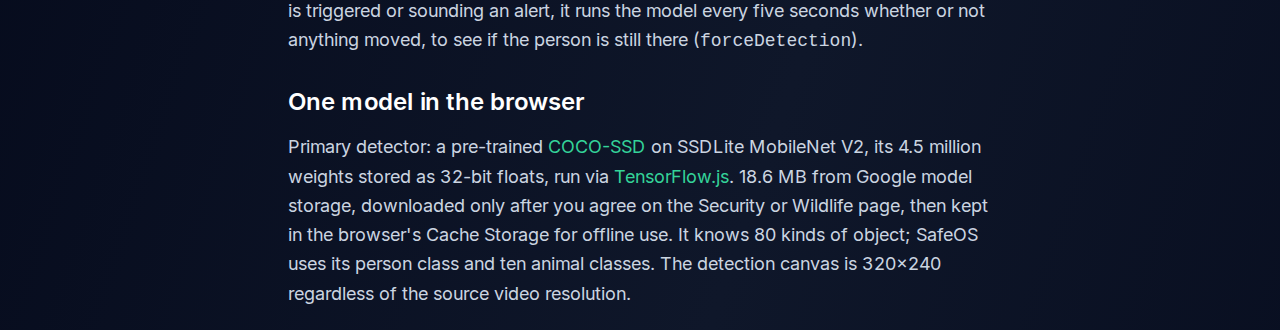 is triggered or sounding an alert, it runs the model every five seconds whether or not
anything moved, to see if the person is still there (forceDetection).
One model in the browser
Primary detector: a pre-trained COCO-SSD on SSDLite MobileNet V2, its 4.5 million
weights stored as 32-bit floats, run via TensorFlow.js. 18.6 MB from Google model
storage, downloaded only after you agree on the Security or Wildlife page, then kept
in the browser's Cache Storage for offline use. It knows 80 kinds of object; SafeOS
uses its person class and ten animal classes. The detection canvas is 320×240
regardless of the source video resolution.